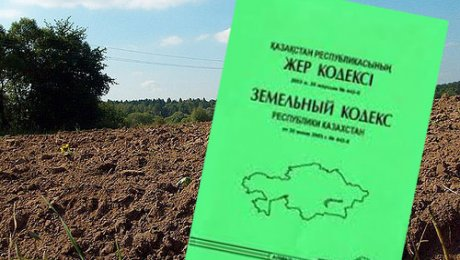 ҚАЗАҚСТАН РЕСПУБЛИКАСЫНЫҢ
ЖЕР КОДЕКСІ
ЗЕМЕЛЬНЫЙ КОДЕКС
РЕСПУБЛИКИ КАЗАХСТАН